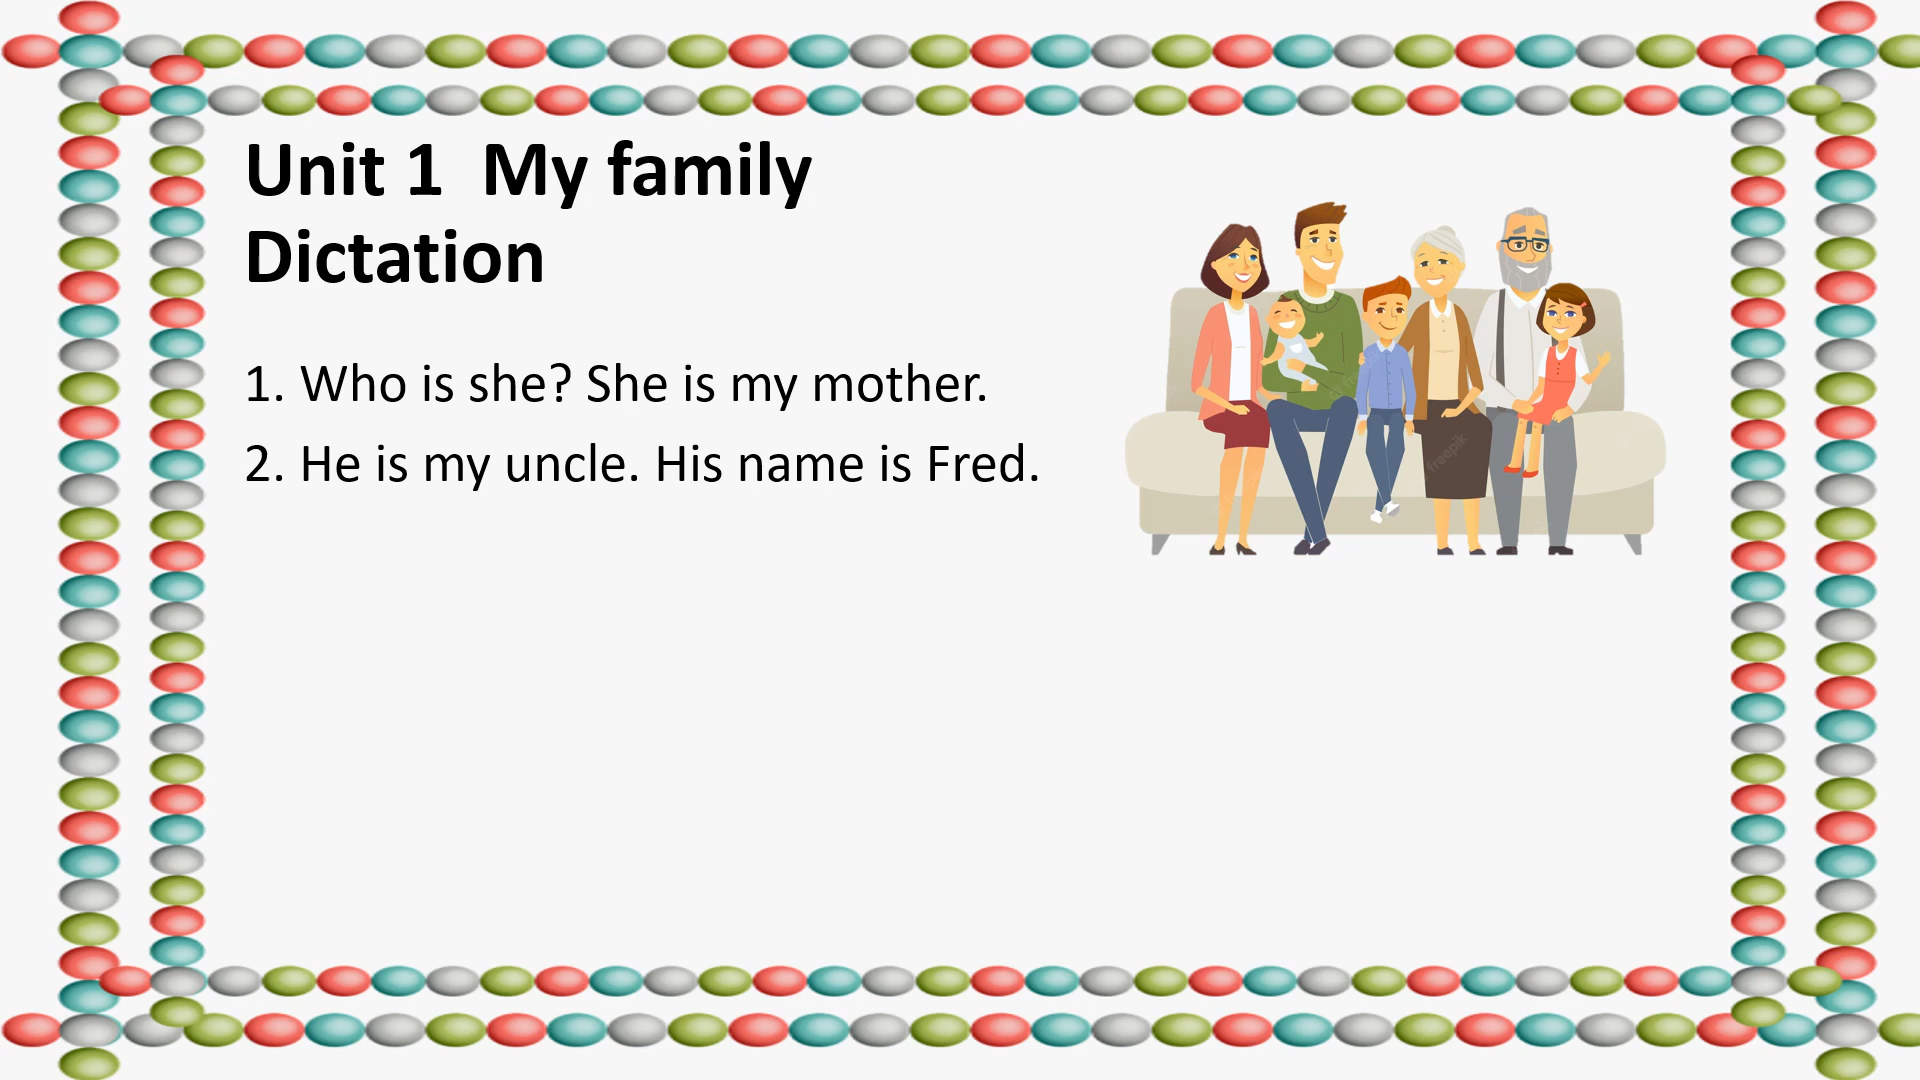 Unit 1 My family
Dictation
1. Who is she? She is my mother.
2. He is my uncle. His name is Fred.
freepik